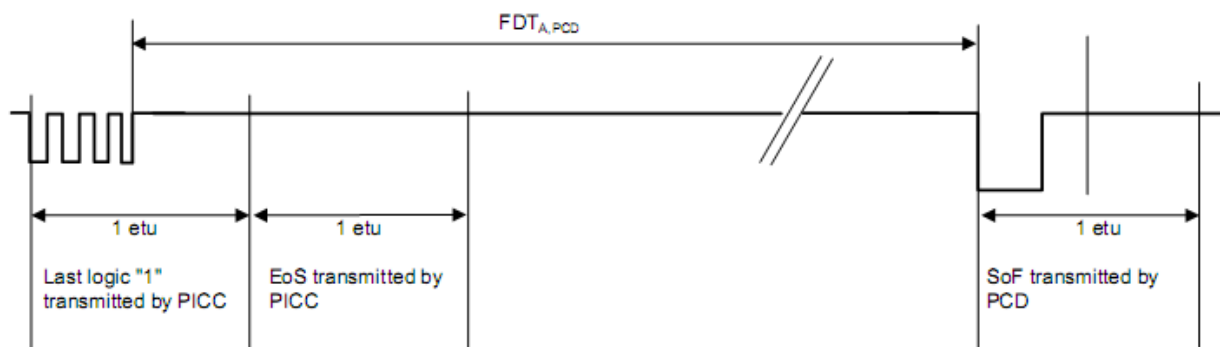 FDTA,PCD
1 etu
1 etu
1 etu
Last logic "1"
transmitted by PICC
EoS transmitted by
PICC
SoF transmitted by
PCD